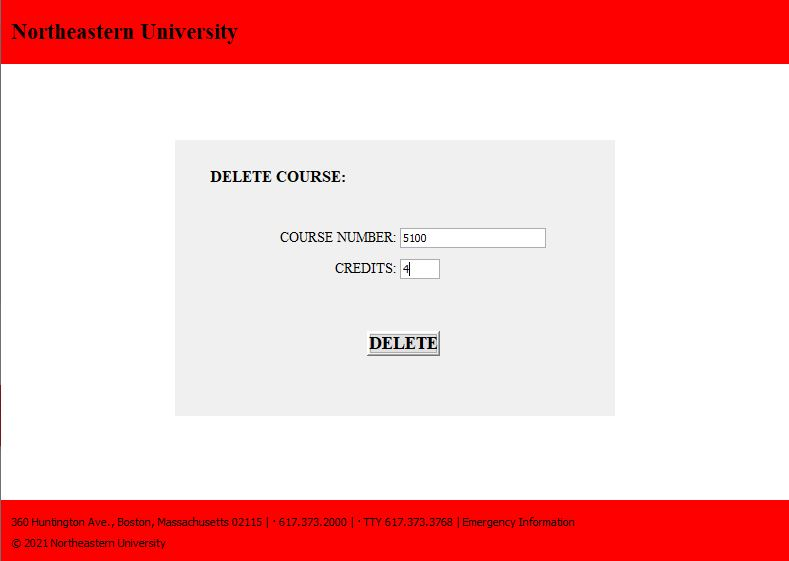 Northeastern University
DELETE COURSE:
COURSE NUMBER: 5100
CREDITS: 4
DELETE
360 Huntington Ave., Boston, Massachusetts 02115 | · 617.373.2000 | · TTY 617.373.3768 | Emergency Information
© 2021 Northeastern University